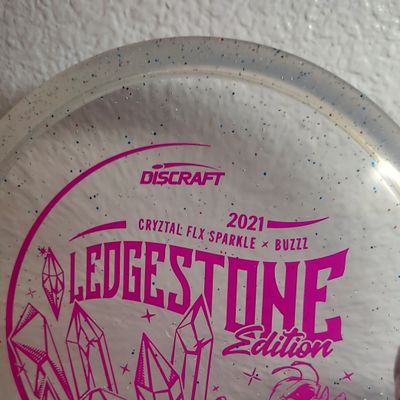 DISCRAFT
2021
CRYZTAL FLX SPARKLE × BUZZZ
LEDGESTONE
Edition